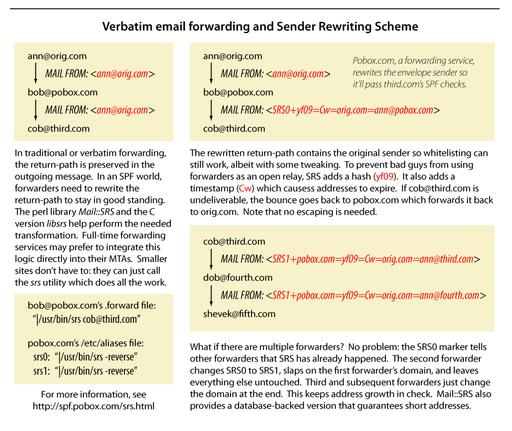 Verbatim email forwarding and Sender Rewriting Scheme
ann@orig.com
MAIL FROM: <ann@orig.com>
bob@pobox.com
MAIL FROM: <ann@orig.com>
cob@third.com
In traditional or verbatim forwarding,
the return-path is preserved in the
outgoing message. In an SPF world,
forwarders need to rewrite the
return-path to stay in good standing.
The perl library Mail::SRS and the C
version libsrs help perform the needed
transformation. Full-time forwarding
services may prefer to integrate this
logic directly into their MTAs. Smaller
sites don't have to: they can just call
the srs utility which does all the work.
bob@pobox.com's .forward file:
"|/usr/bin/srs cob@third.com"
pobox.com's /etc/aliases file:
srs0: "|/usr/bin/srs -reverse"
srs1: "|/usr/bin/srs -reverse"
For more information, see
http://spf.pobox.com/srs.html
ann@orig.com
MAIL FROM: <ann@orig.com>
bob@pobox.com
MAIL FROM: <SRS0+yf09=Cw=orig.com=ann@pobox.com>
cob@third.com
Pobox.com, a forwarding service,
rewrites the envelope sender so
it'll pass third.com's SPF checks.
The rewritten return-path contains the original sender so whitelisting can
still work, albeit with some tweaking. To prevent bad guys from using
forwarders as an open relay, SRS adds a hash (yf09). It also adds a
timestamp (Cw) which causess addresses to expire. If cob@third.com is
undeliverable, the bounce goes back to pobox.com which forwards it back
to orig.com. Note that no escaping is needed.
cob@third.com
MAIL FROM: <SRS1+pobox.com=yf09=Cw=orig.com=ann@third.com>
dob@fourth.com
MAIL FROM: <SRS1+pobox.com=yf09=Cw=orig.com=ann@fourth.com>
shevek@fifth.com
What if there are multiple forwarders? No problem: the SRS0 marker tells
other forwarders that SRS has already happened. The second forwarder
changes SRS0 to SRS1, slaps on the first forwarder's domain, and leaves
everything else untouched. Third and subsequent forwarders just change
the domain at the end. This keeps address growth in check. Mail::SRS also
provides a database-backed version that guarantees short addresses.